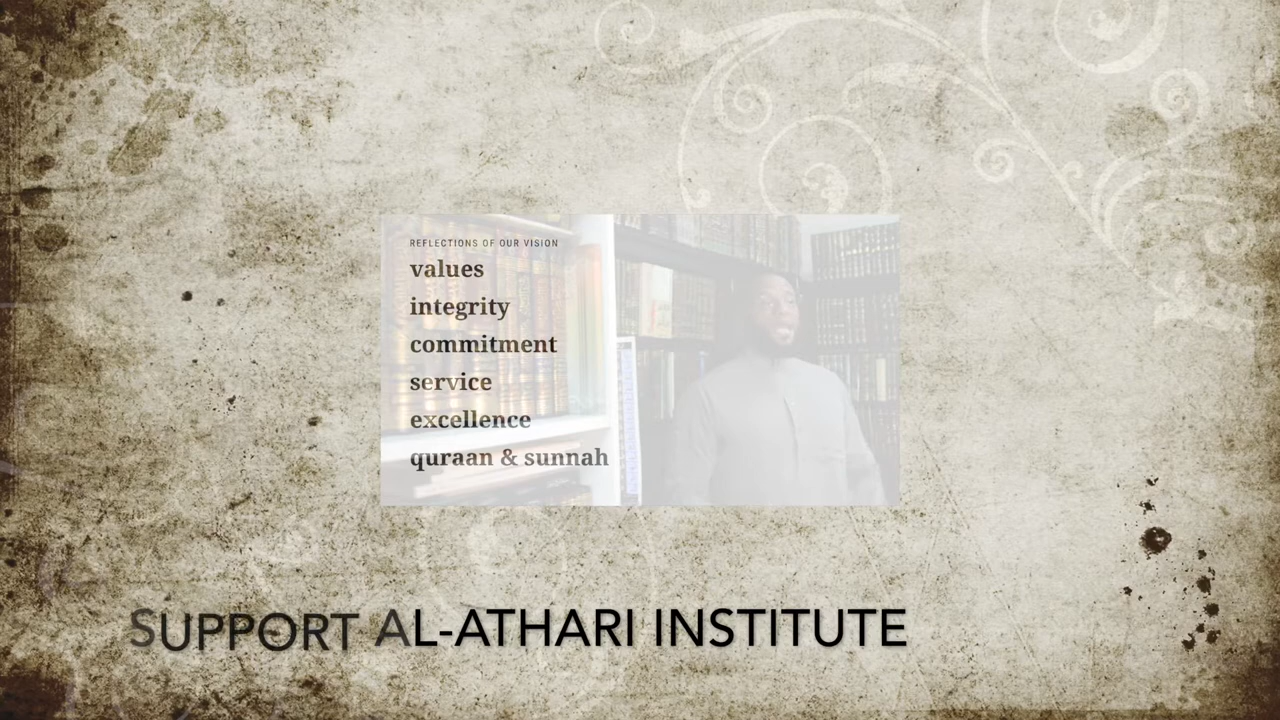 REFLECTIONS OF OUR VISION
values
integrity
commitment
service
excellence
quraan & sunnah
SUPPORT AL-ATHARI INSTITUTE